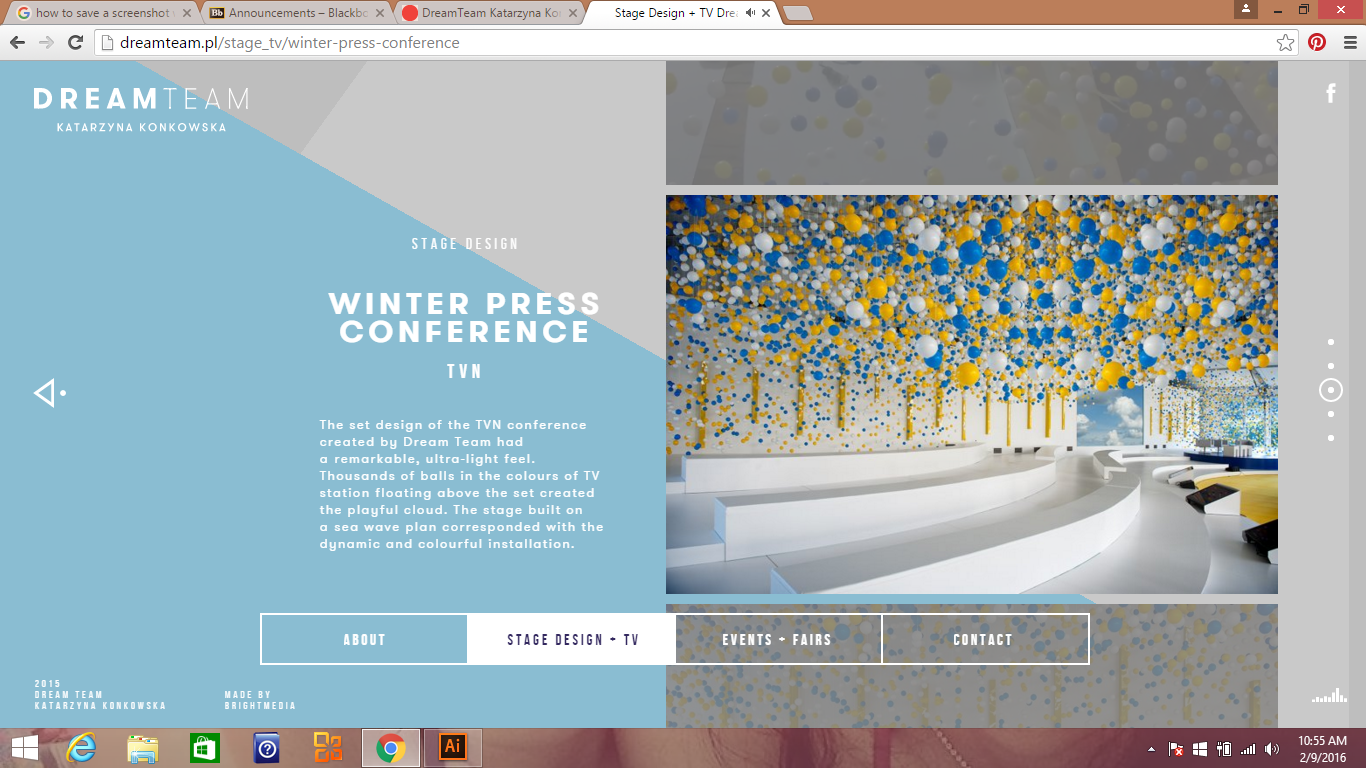 how to save a screenshot
Announcements – Blackbo
DreamTeam Katarzyna Kon
Stage Design + TV Drea
dreamteam.pl/stage_tv/winter-press-conference
DREAMTEAM
KATARZYNA KONKOWSKA
f
STAGE DESIGN
WINTER PRESS
CONFERENCE
TVN
The set design of the TVN conference
created by Dream Team had
a remarkable, ultra-light feel.
Thousands of balls in the colours of TV
station floating above the set created
the playful cloud. The stage built on
a sea wave plan corresponded with the
dynamic and colourful installation.
ABOUT
STAGE DESIGN + TV
EVENTS + FAIRS
CONTACT
2015
DREAM TEAM
KATARZYNA KONKOWSKA
MADE BY
BRIGHTMEDIA
Ai
10:55 AM
2/9/2016